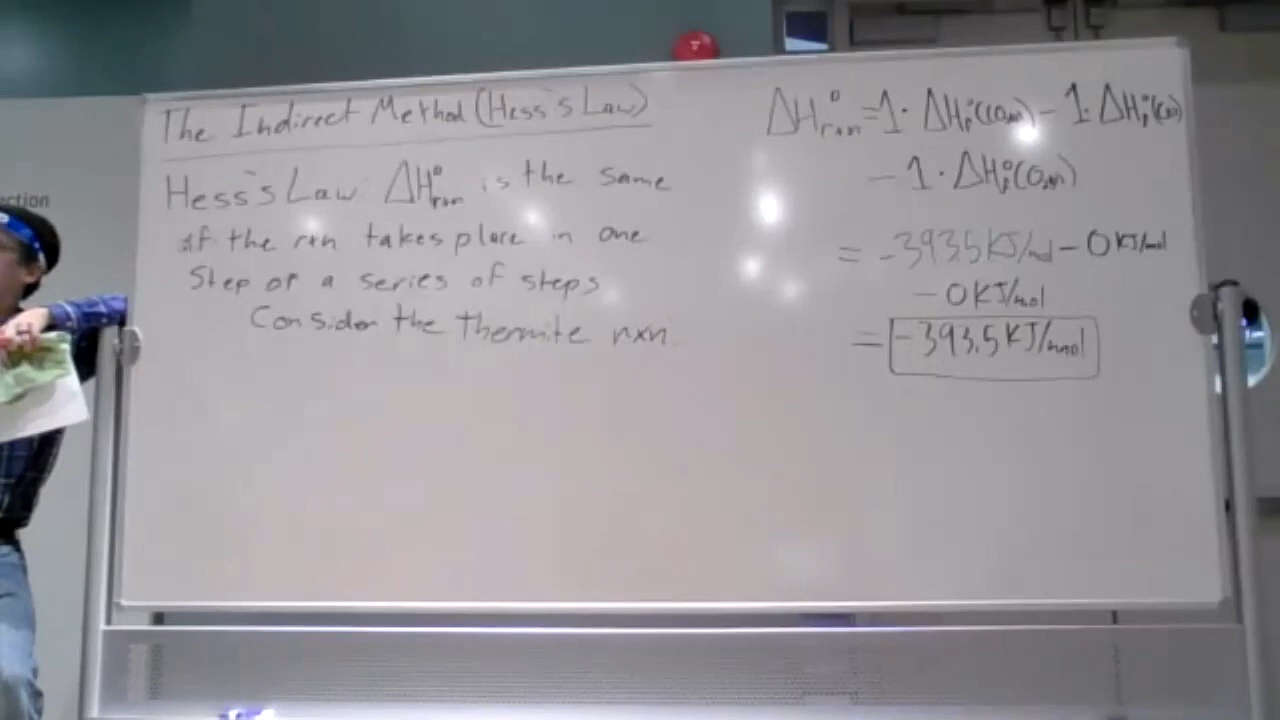 The Indirect Method (Hess's Law)
Hess's Law ΔH°rxn is the same
if the rxn takes place in one
Step or a series of steps
Consider the Thermite rxn
ction
ΔH°rxn = 1·ΔH°f(CO₂(g)) - 1·ΔH°f(C(s))
- 1·ΔH°f(O₂(g))
= -393.5 KJ/mol - 0 KJ/mol
- 0 KJ/mol
= -393.5 KJ/mol